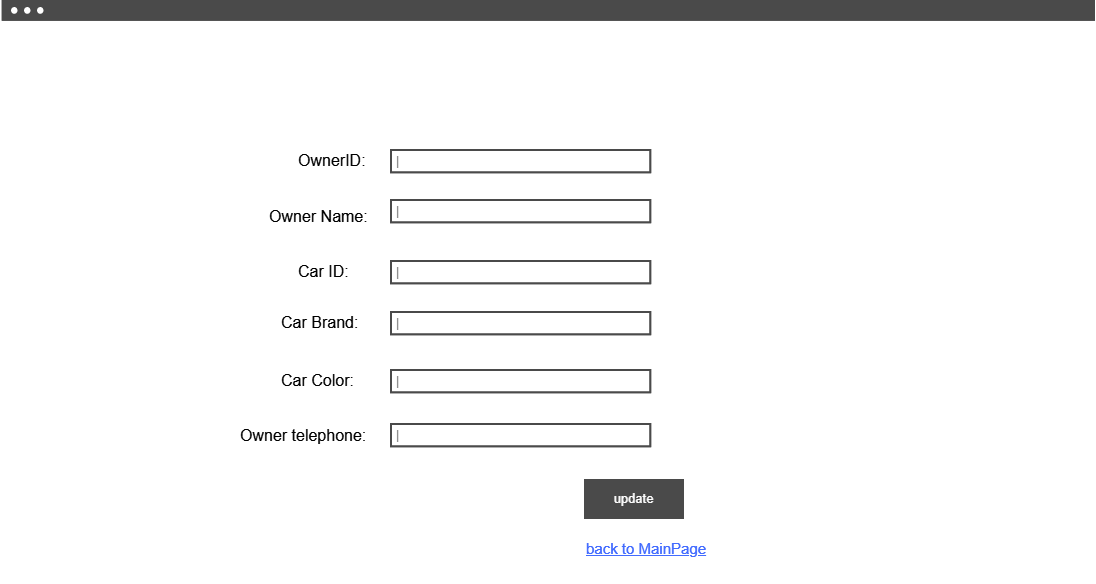 OwnerID:
Owner Name:
Car ID:
Car Brand:
Car Color:
Owner telephone:
update
back to MainPage